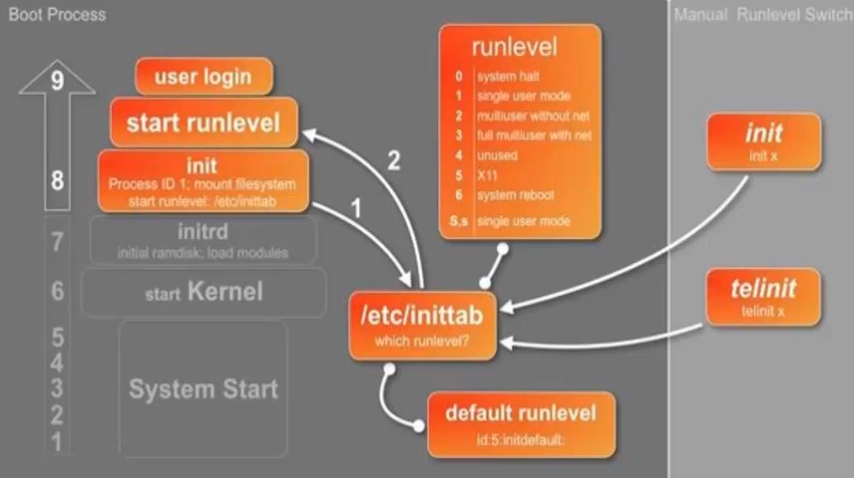 Boot Process
Manual Runlevel Switch
9
user login
start runlevel
8
init
Process ID 1; mount filesystem
start runlevel: /etc/inittab
7
initrd
initial ramdisk; load modules
6
start Kernel
5
4
3
2
1
System Start
1
2
runlevel
0 system halt
1 single user mode
2 multiuser without net
3 full multiuser with net
4 unused
5 X11
6 system reboot
S,s single user mode
/etc/inittab
which runlevel?
default runlevel
id:5:initdefault:
init
init x
telinit
telinit x